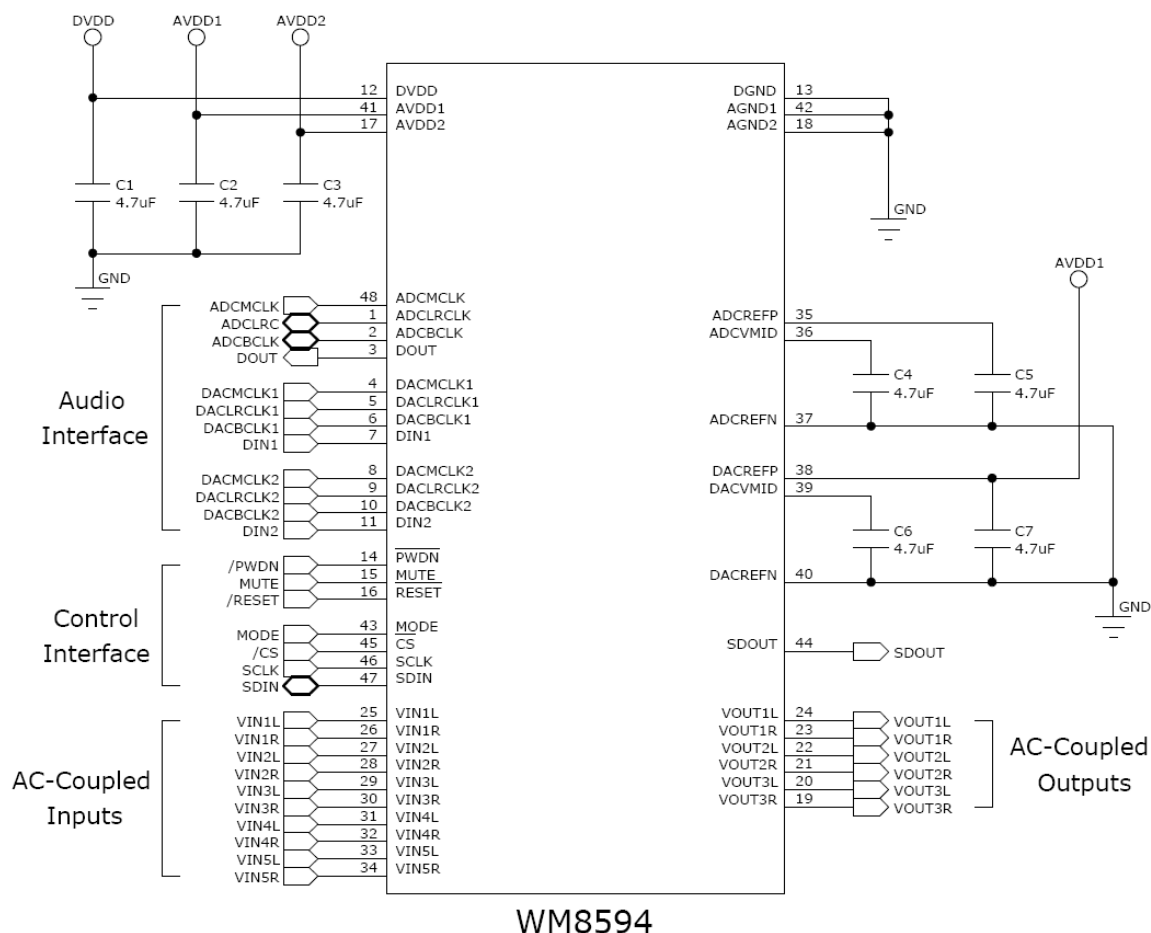 DVDD AVDD1 AVDD2
12 DVDD
41 AVDD1
17 AVDD2
DGND 13
AGND1 42
AGND2 18
C1
4.7uF
C2
4.7uF
C3
4.7uF
GND
GND
AVDD1
Audio
Interface
ADCMCLK 48 ADCMCLK
ADCLRC 1 ADCLRCLK
ADCBCLK 2 ADCBCLK
DOUT 3 DOUT
DACMCLK1 4 DACMCLK1
DACLRCLK1 5 DACLRCLK1
DACBCLK1 6 DACBCLK1
DIN1 7 DIN1
DACMCLK2 8 DACMCLK2
DACLRCLK2 9 DACLRCLK2
DACBCLK2 10 DACBCLK2
DIN2 11 DIN2
Control
Interface
/PWDN 14 PWDN
MUTE 15 MUTE
/RESET 16 RESET
MODE 43 MODE
/CS 45 CS
SCLK 46 SCLK
SDIN 47 SDIN
AC-Coupled
Inputs
VIN1L 25 VIN1L
VIN1R 26 VIN1R
VIN2L 27 VIN2L
VIN2R 28 VIN2R
VIN3L 29 VIN3L
VIN3R 30 VIN3R
VIN4L 31 VIN4L
VIN4R 32 VIN4R
VIN5L 33 VIN5L
VIN5R 34 VIN5R
ADCREFP 35
ADCVMID 36
C4
4.7uF
C5
4.7uF
ADCREFN 37
DACREFP 38
DACVMID 39
C6
4.7uF
C7
4.7uF
DACREFN 40
GND
SDOUT 44 SDOUT
VOUT1L 24 VOUT1L
VOUT1R 23 VOUT1R
VOUT2L 22 VOUT2L
VOUT2R 21 VOUT2R
VOUT3L 20 VOUT3L
VOUT3R 19 VOUT3R
AC-Coupled
Outputs
WM8594